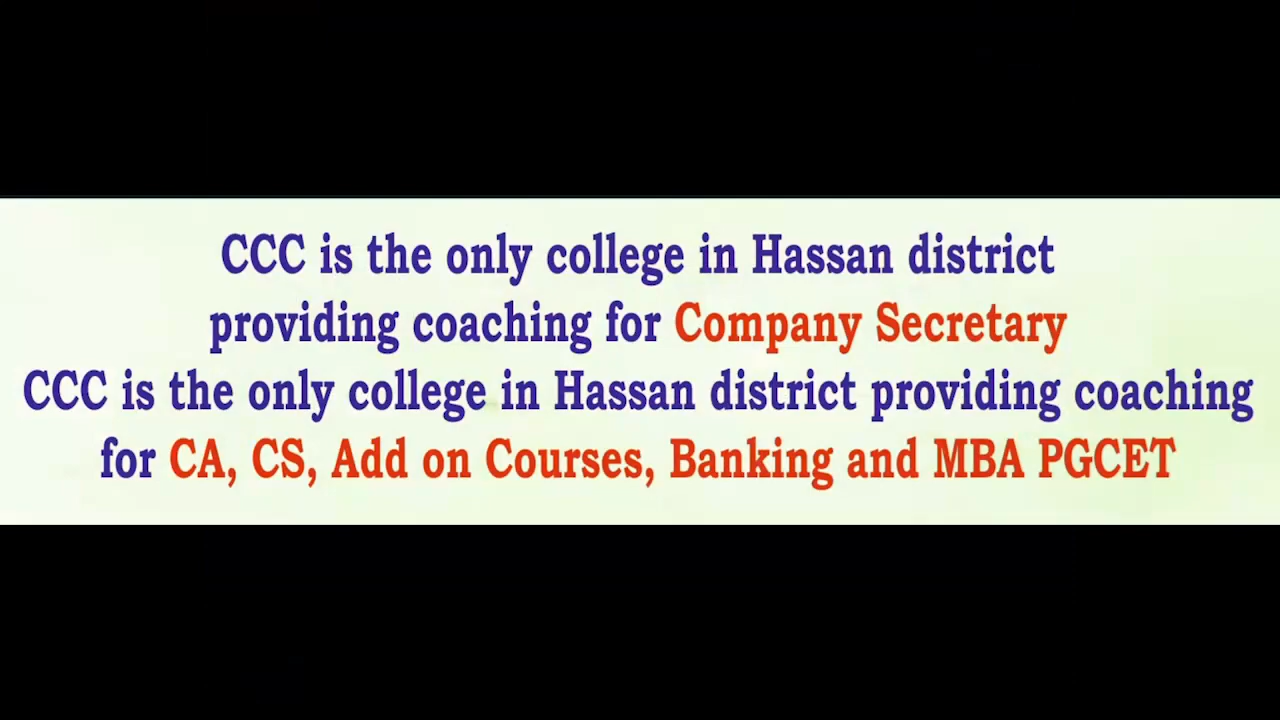 CCC is the only college in Hassan district
providing coaching for Company Secretary
CCC is the only college in Hassan district providing coaching
for CA, CS, Add on Courses, Banking and MBA PGCET